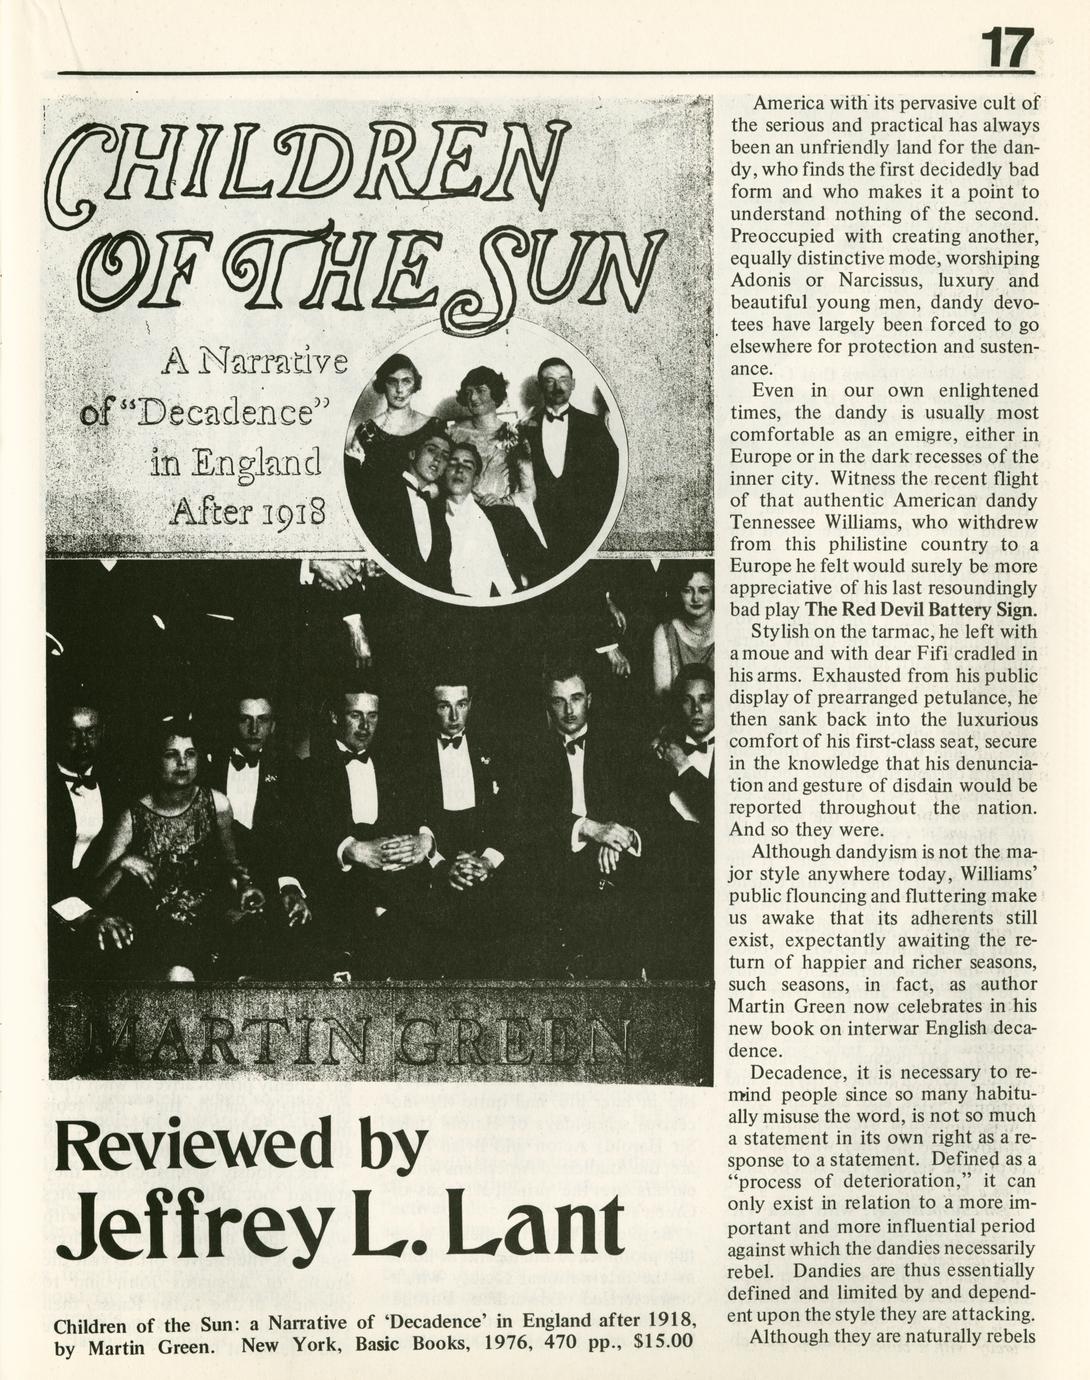 17
CHILDREN
OF THE SUN
A Narrative
of "Decadence"
in England
After 1918
MARTIN GREEN
Reviewed by
Jeffrey L. Lant
Children of the Sun: a Narrative of 'Decadence' in England after 1918,
by Martin Green. New York, Basic Books, 1976, 470 pp., $15.00
America with its pervasive cult of
the serious and practical has always
been an unfriendly land for the dan-
dy, who finds the first decidedly bad
form and who makes it a point to
understand nothing of the second.
Preoccupied with creating another,
equally distinctive mode, worshiping
Adonis or Narcissus, luxury and
beautiful young men, dandy devo-
tees have largely been forced to go
elsewhere for protection and susten-
ance.
Even in our own enlightened
times, the dandy is usually most
comfortable as an emigre, either in
Europe or in the dark recesses of the
inner city. Witness the recent flight
of that authentic American dandy
Tennessee Williams, who withdrew
from this philistine country to a
Europe he felt would surely be more
appreciative of his last resoundingly
bad play The Red Devil Battery Sign.
Stylish on the tarmac, he left with
a moue and with dear Fifi cradled in
his arms. Exhausted from his public
display of prearranged petulance, he
then sank back into the luxurious
comfort of his first-class seat, secure
in the knowledge that his denuncia-
tion and gesture of disdain would be
reported throughout the nation.
And so they were.
Although dandyism is not the ma-
jor style anywhere today, Williams'
public flouncing and fluttering make
us awake that its adherents still
exist, expectantly awaiting the re-
turn of happier and richer seasons,
such seasons, in fact, as author
Martin Green now celebrates in his
new book on interwar English deca-
dence.
Decadence, it is necessary to re-
mind people since so many habitu-
ally misuse the word, is not so much
a statement in its own right as a re-
sponse to a statement. Defined as a
"process of deterioration," it can
only exist in relation to a more im-
portant and more influential period
against which the dandies necessarily
rebel. Dandies are thus essentially
defined and limited by and depend-
ent upon the style they are attacking.
Although they are naturally rebels